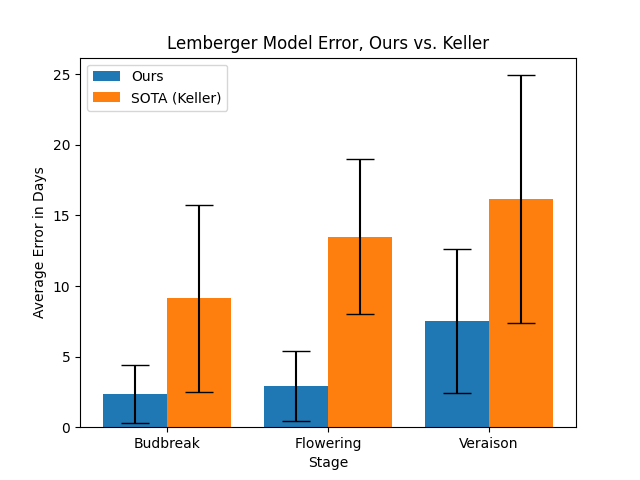 Lemberger Model Error, Ours vs. Keller
Ours
SOTA (Keller)
25
20
15
10
5
0
Average Error in Days
Budbreak
Flowering
Veraison
Stage